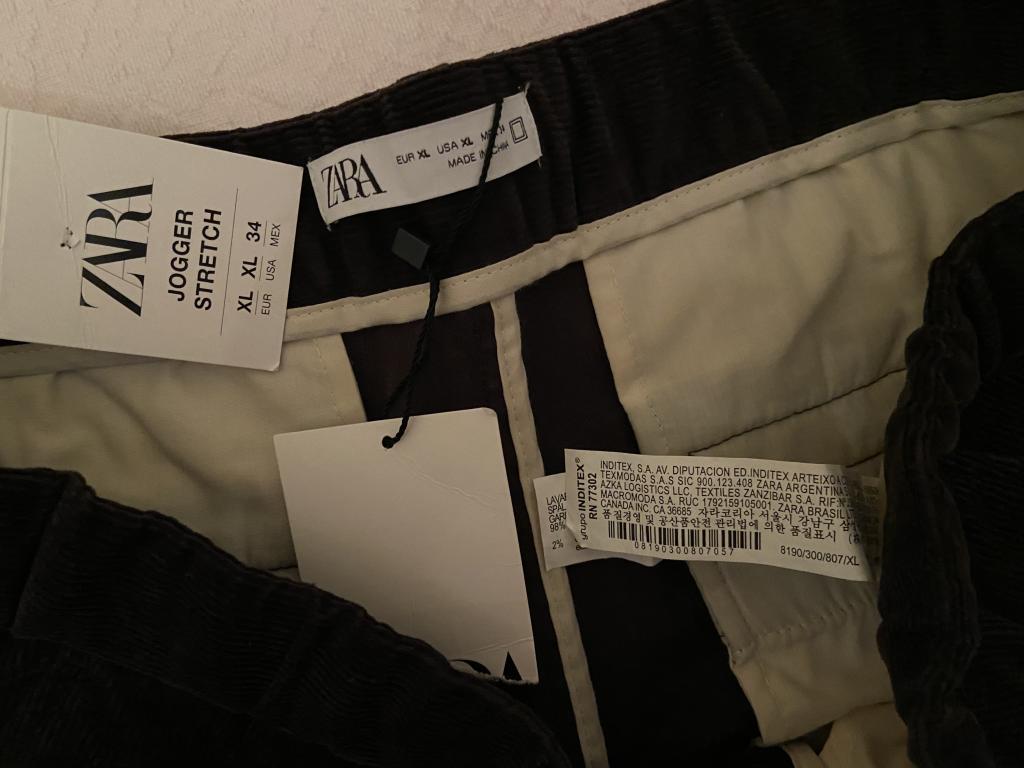 ZARA
JOGGER
STRETCH
XL XL 34
EUR USA MEX
ZARA
EUR XL USA XL
MADE IN
LAVAR
98%
2%
grupo INDITEX®
RN 77302
INDITEX, S.A. AV. DIPUTACION ED.INDITEX ARTEIXO
TEXMODAS S.A.S SIC 900.123.408 ZARA ARGENTINA
AZKA LOGISTICS LLC, TEXTILES ZANZIBAR S.A. RIF:
MACROMODA S.A. RUC 1792159105001. ZARA BRASIL
CANADA INC. CA 36685 자라코리아 서울시 강남구
품질경영 및 공산품안전 관리법에 의한 품질표시
08190300807057
8190/300/807/XL